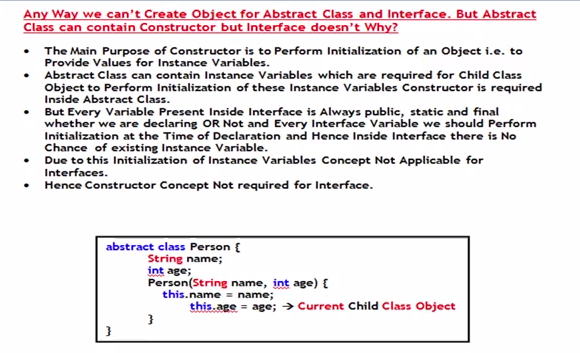 Any Way we can't Create Object for Abstract Class and Interface. But Abstract
Class can contain Constructor but Interface doesn't Why?
• The Main Purpose of Constructor is to Perform Initialization of an Object i.e. to
Provide Values for Instance Variables.
• Abstract Class can contain Instance Variables which are required for Child Class
Object to Perform Initialization of these Instance Variables Constructor is required
Inside Abstract Class.
• But Every Variable Present Inside Interface is Always public, static and final
whether we are declaring OR Not and Every Interface Variable we should Perform
Initialization at the Time of Declaration and Hence Inside Interface there is No
Chance of existing Instance Variable.
• Due to this Initialization of Instance Variables Concept Not Applicable for
Interfaces.
• Hence Constructor Concept Not required for Interface.
abstract class Person {
String name;
int age;
Person(String name, int age) {
this.name = name;
this.age = age; → Current Child Class Object
}
}